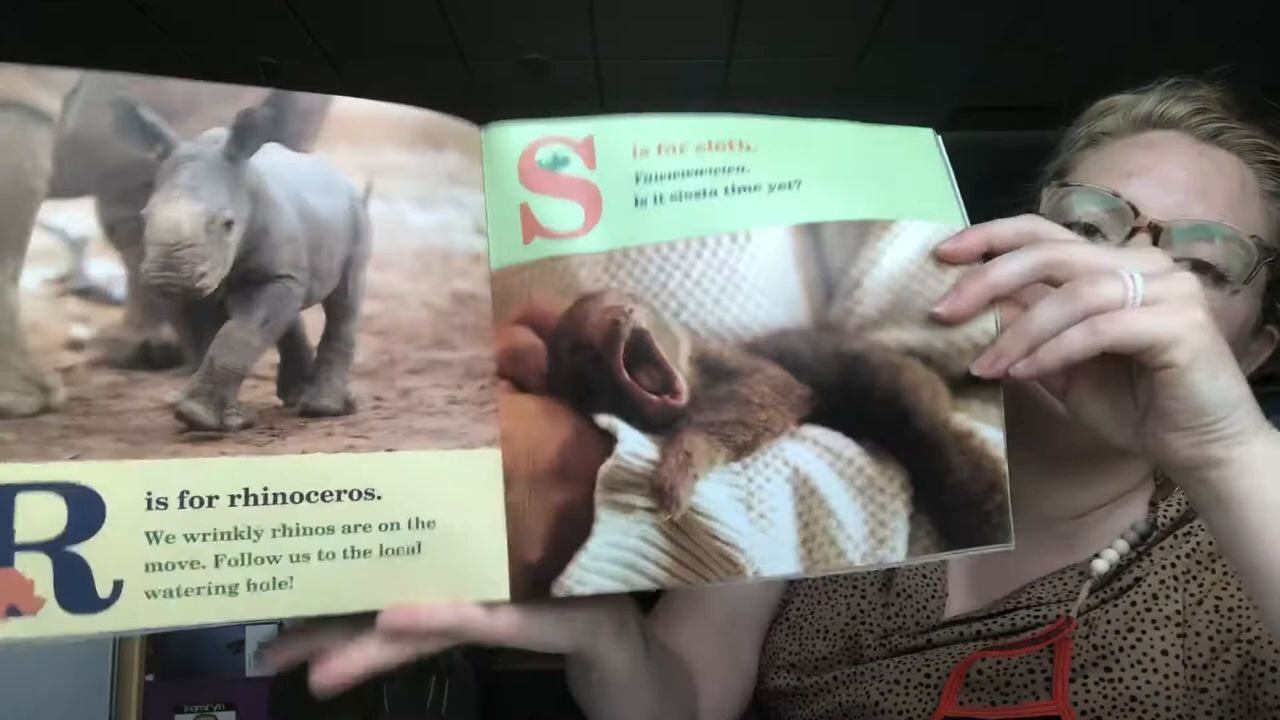 R
is for rhinoceros.
We wrinkly rhinos are on the
move. Follow us to the local
watering hole!
S
is for sloth.
Is it siesta time yet?
kamryn